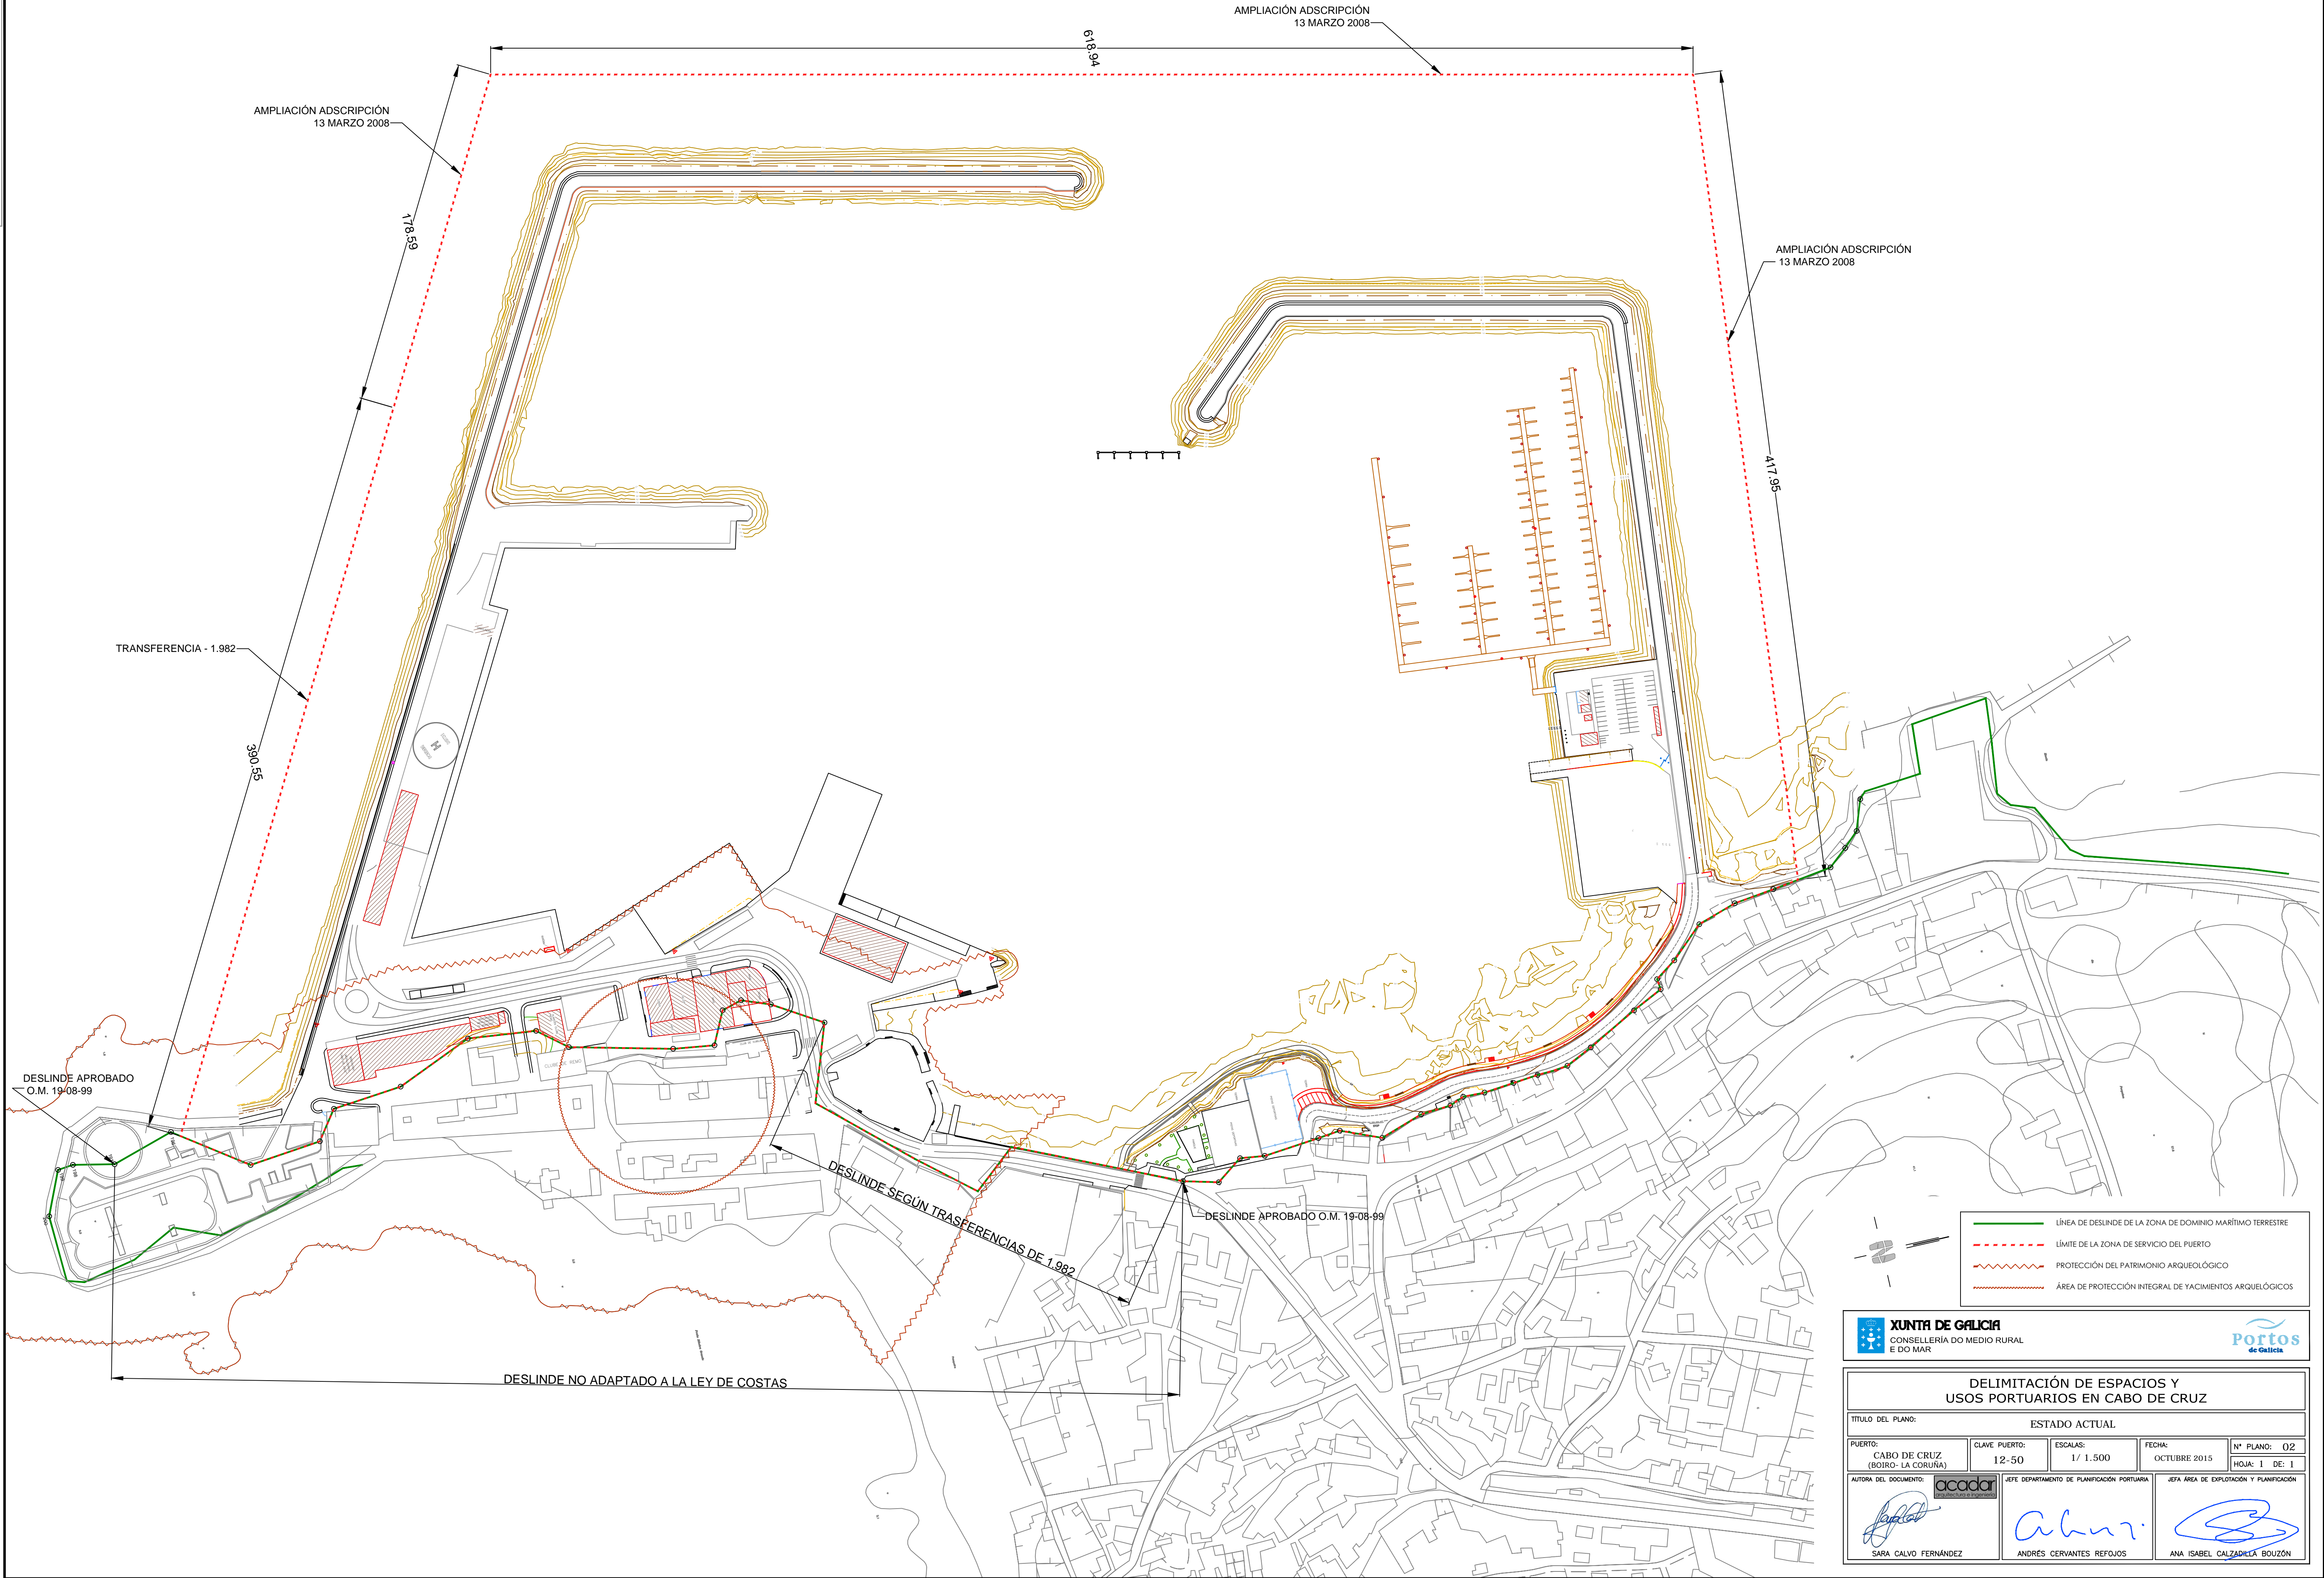 AMPLIACIÓN ADSCRIPCIÓN
13 MARZO 2008
618.94
AMPLIACIÓN ADSCRIPCIÓN
13 MARZO 2008
178.59
AMPLIACIÓN ADSCRIPCIÓN
13 MARZO 2008
417.95
TRANSFERENCIA - 1.982
390.55
H
CLUBE DE REMO
DESLINDE APROBADO
O.M. 19-08-99
DESLINDE SEGÚN TRASFERENCIAS DE 1.982
DESLINDE APROBADO O.M. 19-08-99
DESLINDE NO ADAPTADO A LA LEY DE COSTAS
LÍNEA DE DESLINDE DE LA ZONA DE DOMINIO MARÍTIMO TERRESTRE
LÍMITE DE LA ZONA DE SERVICIO DEL PUERTO
PROTECCIÓN DEL PATRIMONIO ARQUEOLÓGICO
ÁREA DE PROTECCIÓN INTEGRAL DE YACIMIENTOS ARQUELÓGICOS
XUNTA DE GALICIA
CONSELLERÍA DO MEDIO RURAL
E DO MAR
Portos
de Galicia
DELIMITACIÓN DE ESPACIOS Y
USOS PORTUARIOS EN CABO DE CRUZ
TÍTULO DEL PLANO:
ESTADO ACTUAL
PUERTO:
CABO DE CRUZ
(BOIRO- LA CORUÑA)
CLAVE PUERTO:
12-50
ESCALAS:
1/ 1.500
FECHA:
OCTUBRE 2015
Nº PLANO: 02
HOJA: 1 DE: 1
AUTORA DEL DOCUMENTO:
acadar
arquitectura e ingeniería
SARA CALVO FERNÁNDEZ
JEFE DEPARTAMENTO DE PLANIFICACIÓN PORTUARIA
ANDRÉS CERVANTES REFOJOS
JEFA ÁREA DE EXPLOTACIÓN Y PLANIFICACIÓN
ANA ISABEL CALZADILLA BOUZÓN